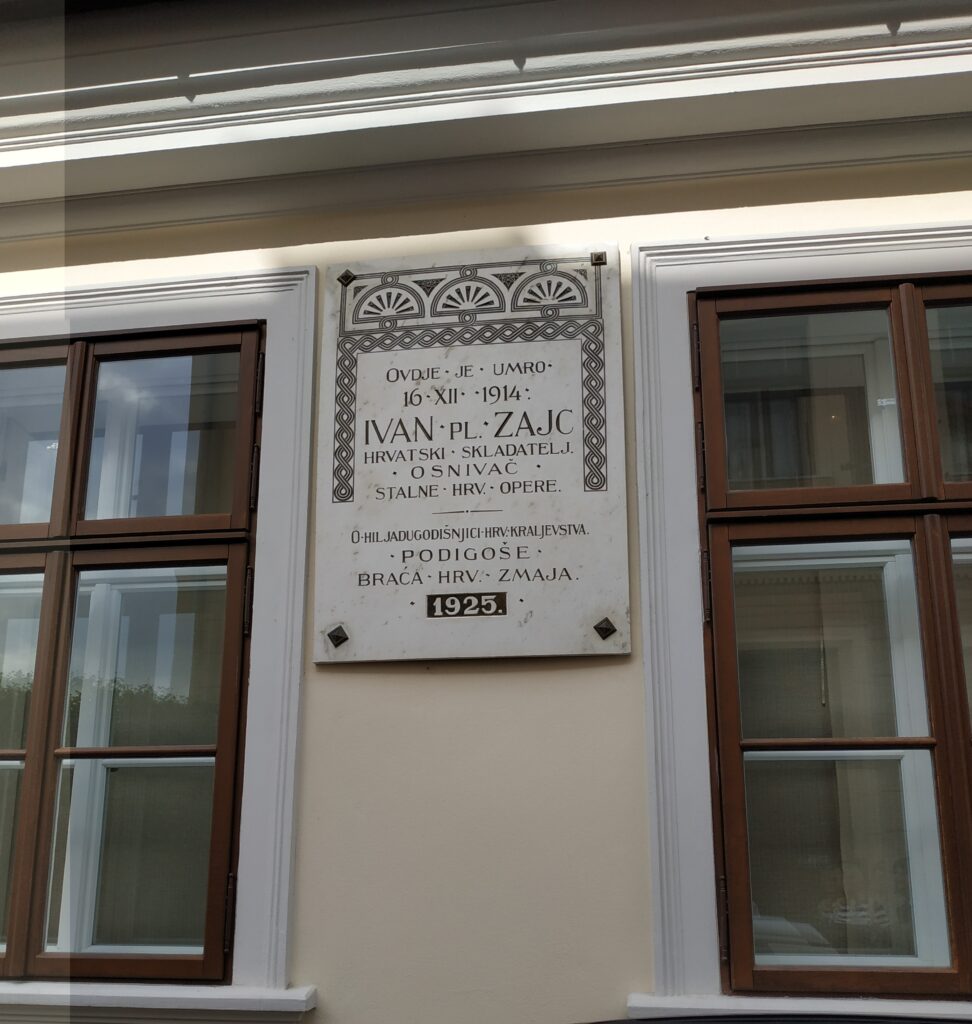 OVDJE · JE · UMRO ·
16 · XII · · 1914 ·
IVAN · PL. · ZAJC
HRVATSKI · SKLADATELJ.
· OSNIVAČ ·
STALNE · HRV. · OPERE.
O · HILJADUGODIŠNJICI · HRV · KRALJEVSTVA.
· PODIGOŠE ·
BRAĆA · HRV. · ZMAJA.
· 1925. ·